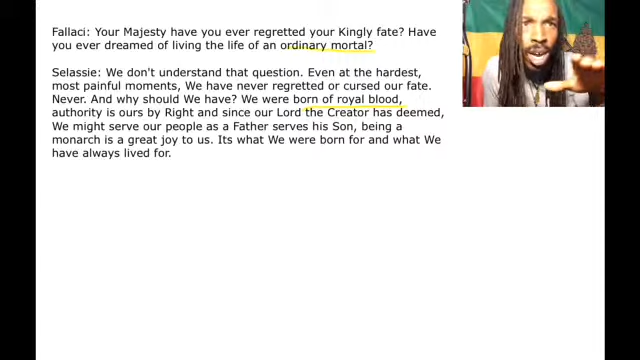 Fallaci: Your Majesty have you ever regretted your Kingly fate? Have
you ever dreamed of living the life of an ordinary mortal?
Selassie: We don't understand that question. Even at the hardest,
most painful moments, We have never regretted or cursed our fate.
Never. And why should We have? We were born of royal blood,
authority is ours by Right and since our Lord the Creator has deemed,
We might serve our people as a Father serves his Son, being a
monarch is a great joy to us. Its what We were born for and what We
have always lived for.